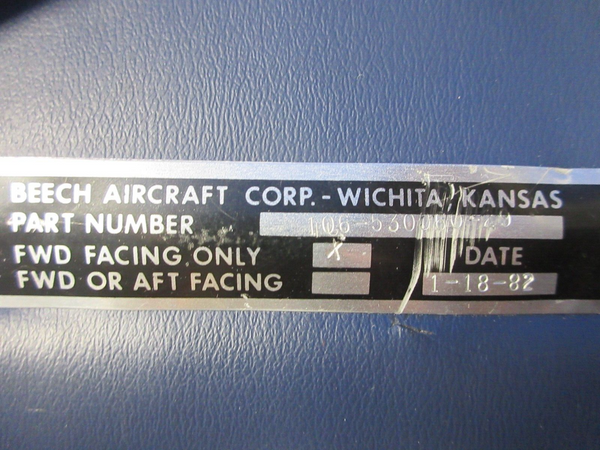 BEECH AIRCRAFT CORP.-WICHITA, KANSAS
PART NUMBER
FWD FACING ONLY X DATE
FWD OR AFT FACING 1-18-82